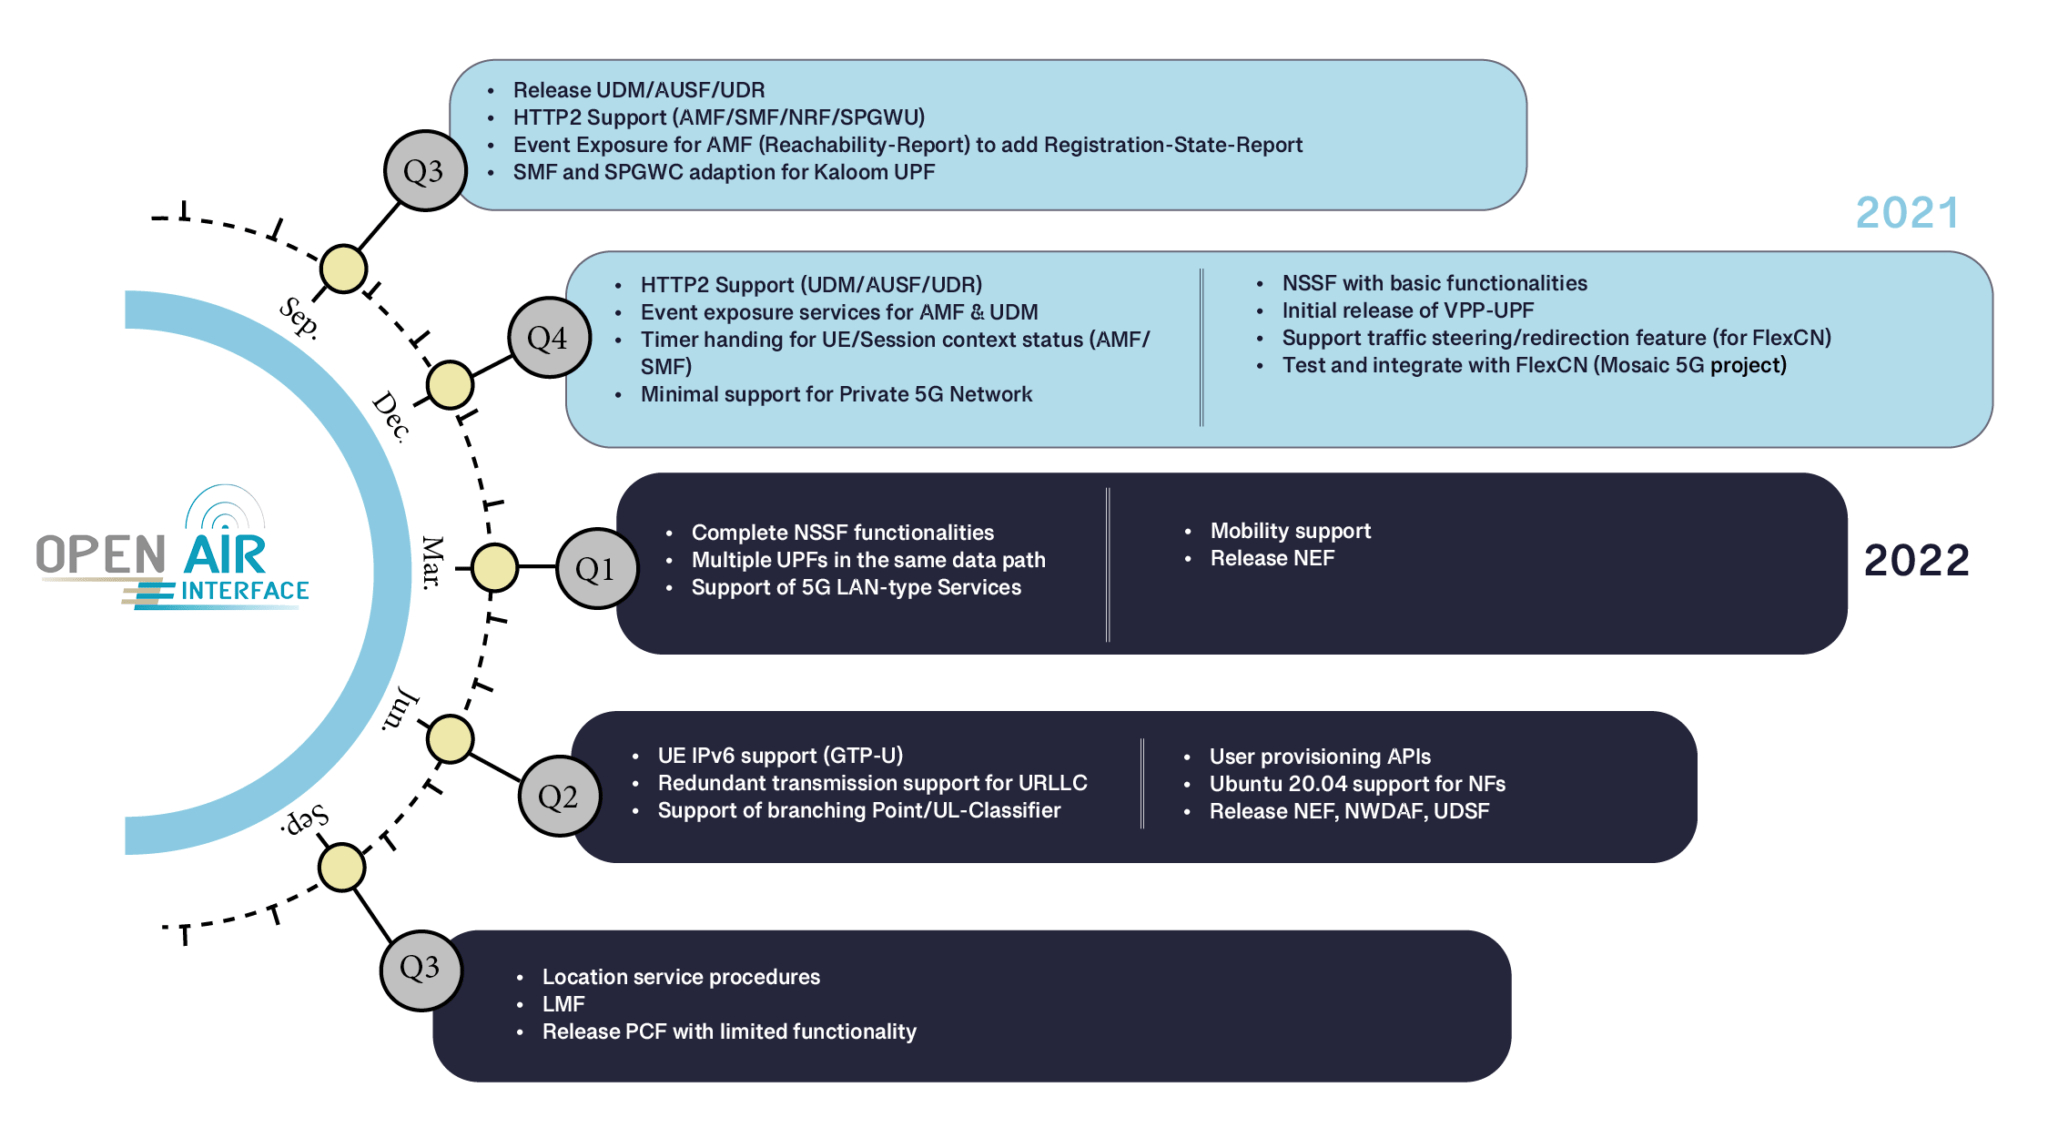 Q3
• Release UDM/AUSF/UDR
• HTTP2 Support (AMF/SMF/NRF/SPGWU)
• Event Exposure for AMF (Reachability-Report) to add Registration-State-Report
• SMF and SPGWC adaption for Kaloom UPF
2021
Sep.
Q4
• HTTP2 Support (UDM/AUSF/UDR)
• Event exposure services for AMF & UDM
• Timer handing for UE/Session context status (AMF/
SMF)
• Minimal support for Private 5G Network
• NSSF with basic functionalities
• Initial release of VPP-UPF
• Support traffic steering/redirection feature (for FlexCN)
• Test and integrate with FlexCN (Mosaic 5G project)
Dec.
OPEN AIR
INTERFACE
Mar.
Q1
• Complete NSSF functionalities
• Multiple UPFs in the same data path
• Support of 5G LAN-type Services
• Mobility support
• Release NEF
2022
Jun.
Q2
• UE IPv6 support (GTP-U)
• Redundant transmission support for URLLC
• Support of branching Point/UL-Classifier
• User provisioning APIs
• Ubuntu 20.04 support for NFs
• Release NEF, NWDAF, UDSF
Sep.
Q3
• Location service procedures
• LMF
• Release PCF with limited functionality